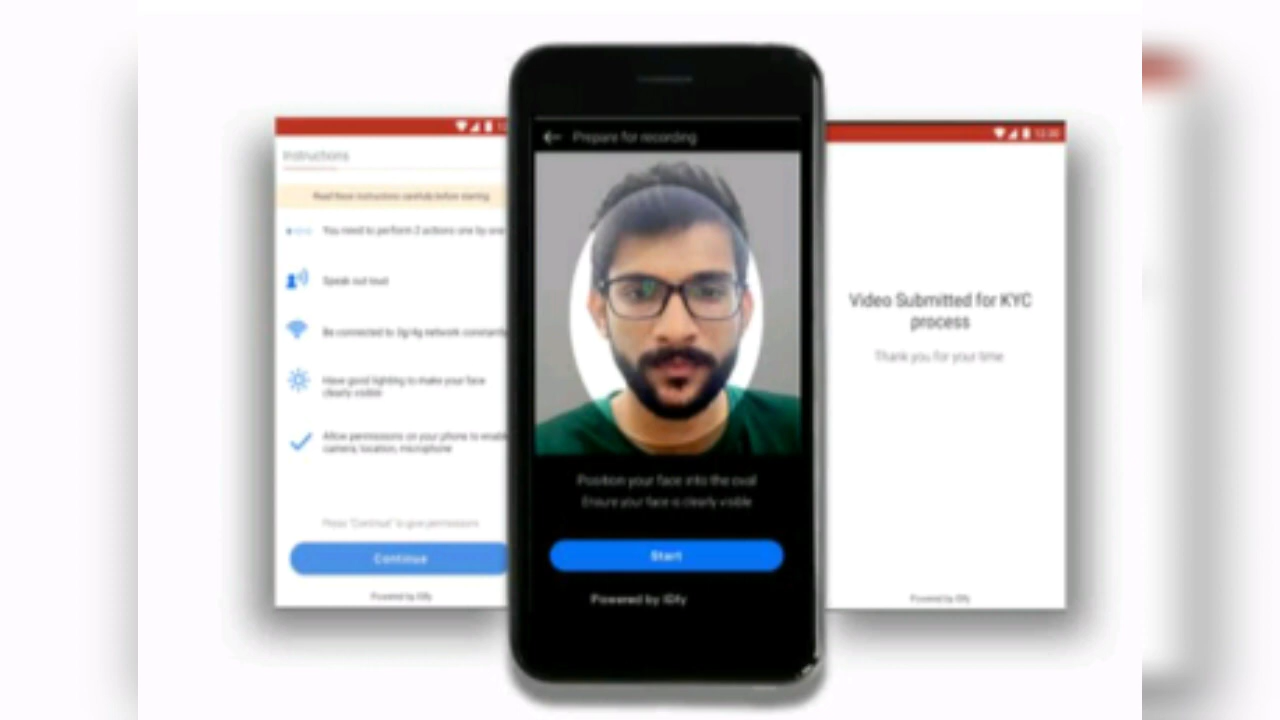 Instructions
Read these instructions carefully before starting
You need to perform 2 actions one by one
Speak out loud
Be connected to 3g/4g network constantly
Have good lighting to make your face
clearly visible
Allow permissions on your phone to enable
camera, location, microphone
Press "Continue" to give permissions
Continue
Powered by IDfy
Prepare for recording
Position your face into the oval
Ensure your face is clearly visible
Start
Powered by IDfy
12:30
Video Submitted for KYC
process
Thank you for your time
Powered by IDfy